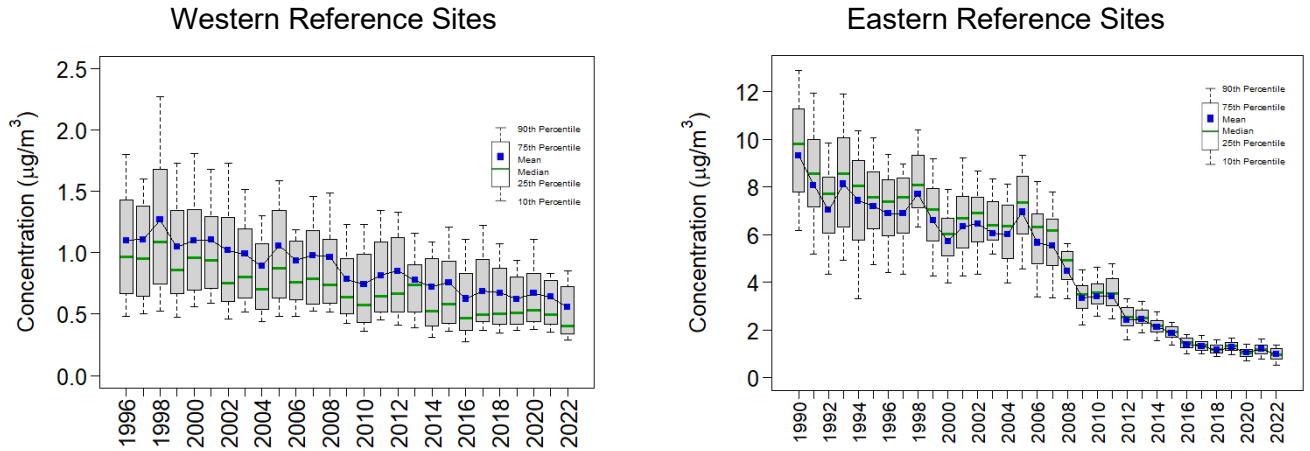 Western Reference Sites
Concentration (µg/m³)
2.5
2.0
1.5
1.0
0.5
0.0
90th Percentile
75th Percentile
Mean
Median
25th Percentile
10th Percentile
1996
1998
2000
2002
2004
2006
2008
2010
2012
2014
2016
2018
2020
2022
Eastern Reference Sites
Concentration (µg/m³)
12
10
8
6
4
2
0
90th Percentile
75th Percentile
Mean
Median
25th Percentile
10th Percentile
1990
1992
1994
1996
1998
2000
2002
2004
2006
2008
2010
2012
2014
2016
2018
2020
2022